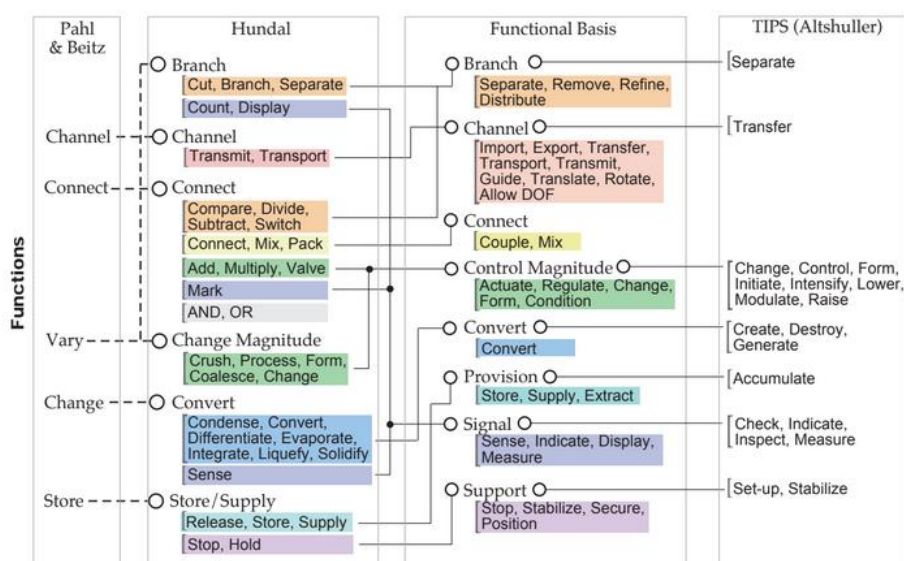 Pahl
& Beitz
Hundal
Functional Basis
TIPS (Altshuller)
Functions
Channel
Connect
Vary
Change
Store
Branch
Cut, Branch, Separate
Count, Display
Channel
Transmit, Transport
Connect
Compare, Divide,
Subtract, Switch
Connect, Mix, Pack
Add, Multiply, Valve
Mark
AND, OR
Change Magnitude
Crush, Process, Form,
Coalesce, Change
Convert
Condense, Convert,
Differentiate, Evaporate,
Integrate, Liquefy, Solidify
Sense
Store/Supply
Release, Store, Supply
Stop, Hold
Branch
Separate, Remove, Refine,
Distribute
Channel
Import, Export, Transfer,
Transport, Transmit,
Guide, Translate, Rotate,
Allow DOF
Connect
Couple, Mix
Control Magnitude
Actuate, Regulate, Change,
Form, Condition
Convert
Convert
Provision
Store, Supply, Extract
Signal
Sense, Indicate, Display,
Measure
Support
Stop, Stabilize, Secure,
Position
Separate
Transfer
Change, Control, Form,
Initiate, Intensify, Lower,
Modulate, Raise
Create, Destroy,
Generate
Accumulate
Check, Indicate,
Inspect, Measure
Set-up, Stabilize